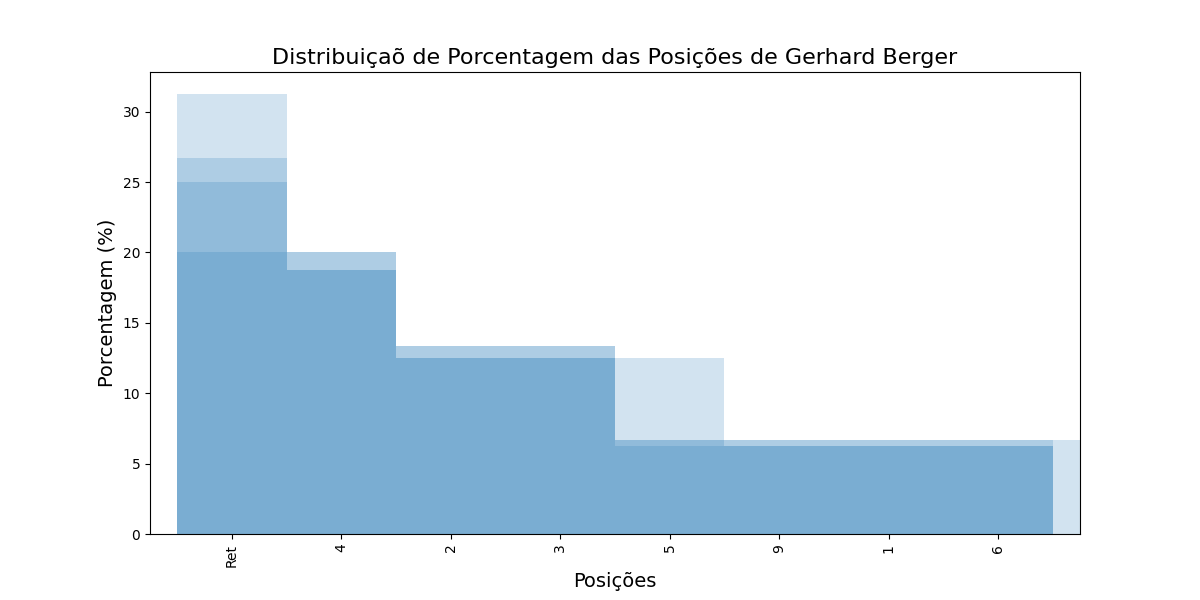 Distribuiçaõ de Porcentagem das Posições de Gerhard Berger
Porcentagem (%)
30
25
20
15
10
5
0
Ret 4 2 3 5 9 1 6
Posições